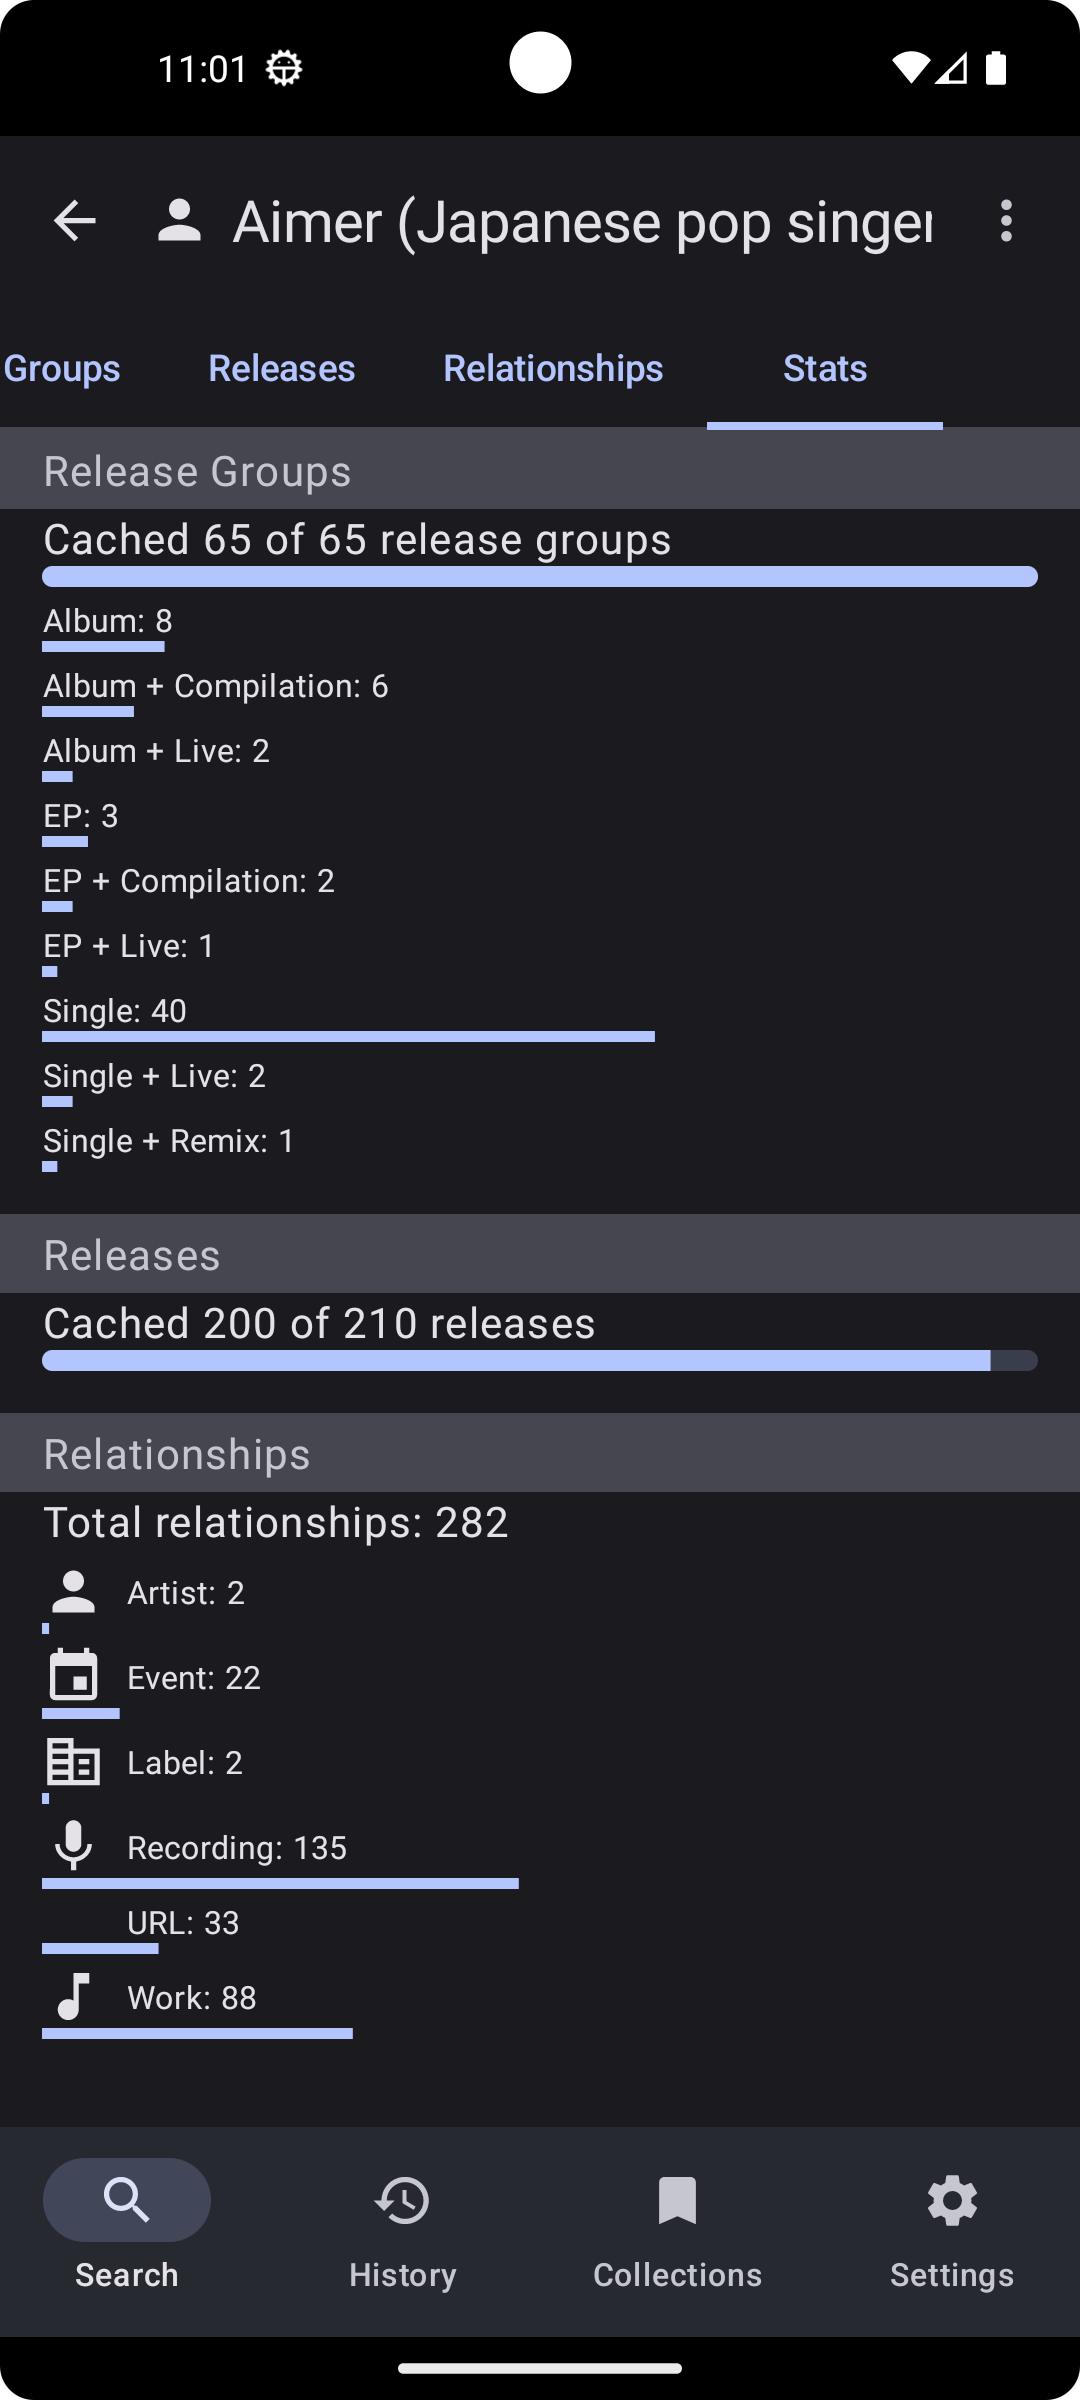 11:01
Aimer (Japanese pop singer
Groups
Releases
Relationships
Stats
Release Groups
Cached 65 of 65 release groups
Album: 8
Album + Compilation: 6
Album + Live: 2
EP: 3
EP + Compilation: 2
EP + Live: 1
Single: 40
Single + Live: 2
Single + Remix: 1
Releases
Cached 200 of 210 releases
Relationships
Total relationships: 282
Artist: 2
Event: 22
Label: 2
Recording: 135
URL: 33
Work: 88
Search
History
Collections
Settings